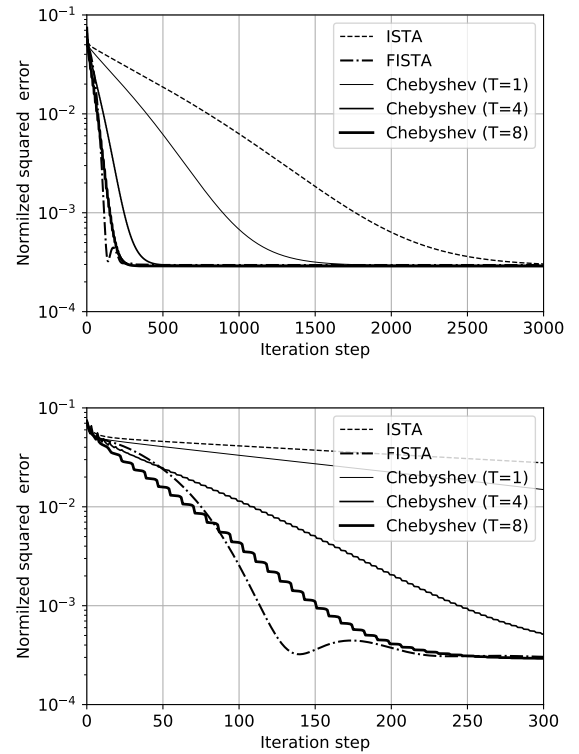 10⁻¹
10⁻²
10⁻³
10⁻⁴
Normilzed squared error
ISTA
FISTA
Chebyshev (T=1)
Chebyshev (T=4)
Chebyshev (T=8)
0 500 1000 1500 2000 2500 3000
Iteration step
10⁻¹
10⁻²
10⁻³
10⁻⁴
Normilzed squared error
ISTA
FISTA
Chebyshev (T=1)
Chebyshev (T=4)
Chebyshev (T=8)
0 50 100 150 200 250 300
Iteration step